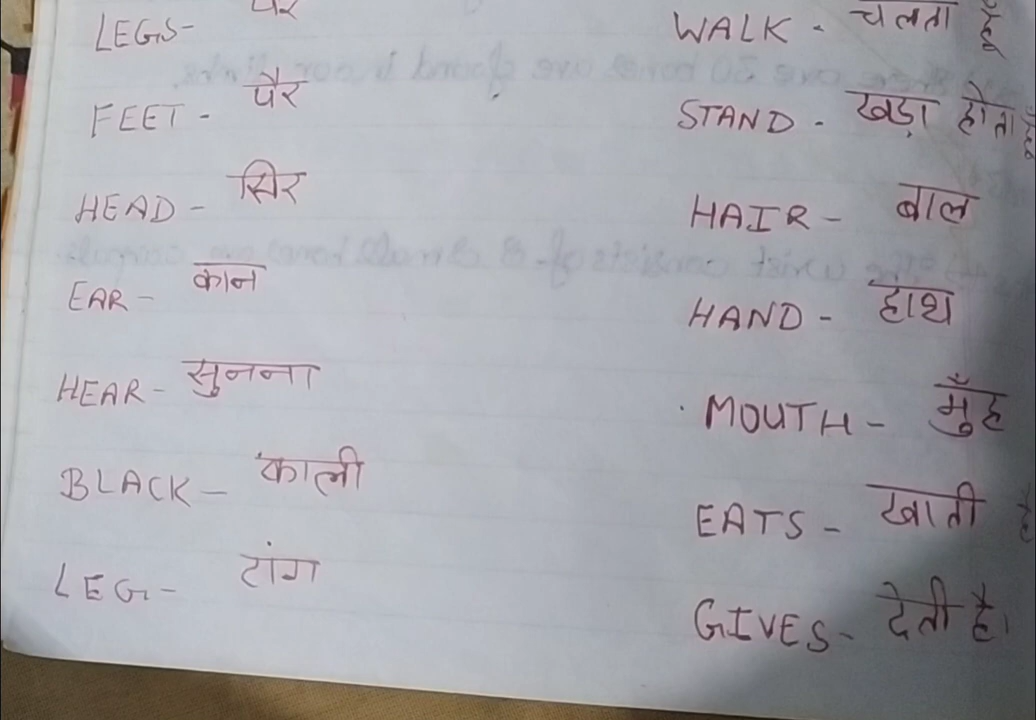 LEGS- पैर
FEET - पैर
HEAD - सिर
EAR - कान
HEAR - सुनना
BLACK - काली
LEG - टांग
WALK - चलता है
STAND - खड़ा होता है
HAIR - बाल
HAND - हाथ
MOUTH - मुँह
EATS - खाती है
GIVES - देती है।